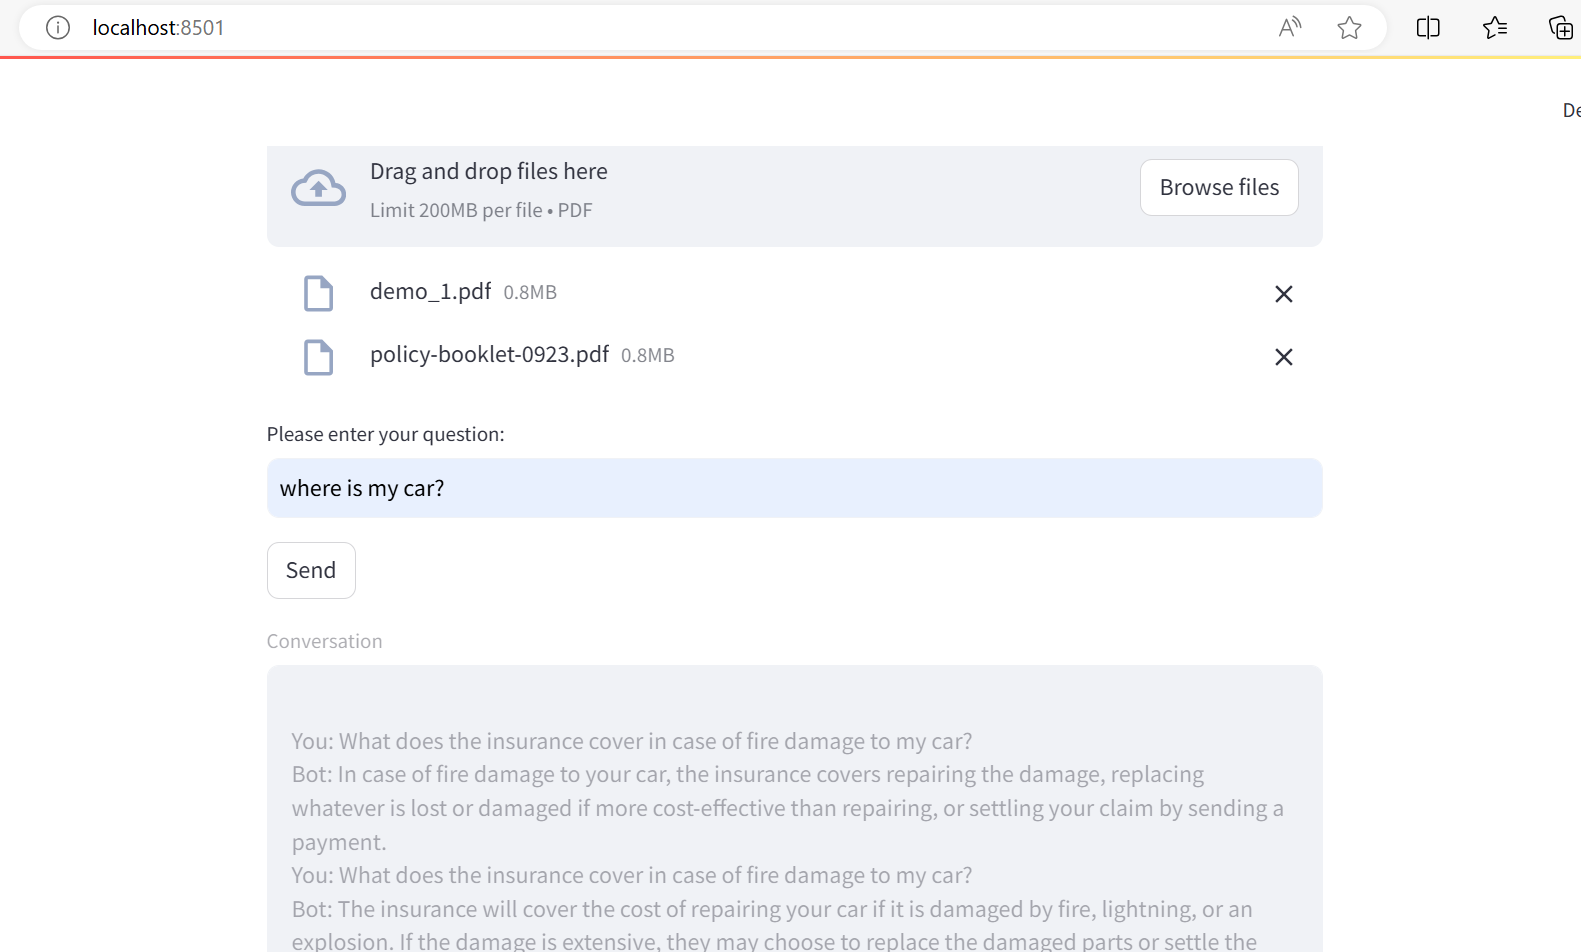 localhost:8501
De
Drag and drop files here
Limit 200MB per file • PDF
Browse files
demo_1.pdf 0.8MB
policy-booklet-0923.pdf 0.8MB
Please enter your question:
where is my car?
Send
Conversation
You: What does the insurance cover in case of fire damage to my car?
Bot: In case of fire damage to your car, the insurance covers repairing the damage, replacing
whatever is lost or damaged if more cost-effective than repairing, or settling your claim by sending a
payment.
You: What does the insurance cover in case of fire damage to my car?
Bot: The insurance will cover the cost of repairing your car if it is damaged by fire, lightning, or an
explosion. If the damage is extensive, they may choose to replace the damaged parts or settle the